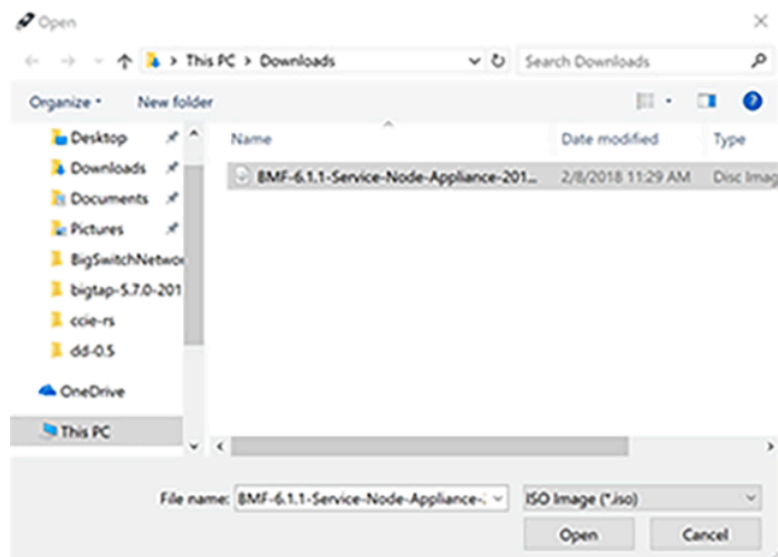 Open
This PC > Downloads
Search Downloads
Organize
New folder
Desktop
Name
Date modified
Type
Downloads
BMF-6.1.1-Service-Node-Appliance-201...
2/8/2018 11:29 AM
Disc Imag
Documents
Pictures
BigSwitchNetwo
bigtap-5.7.0-201
ccie-rs
dd-0.5
OneDrive
This PC
File name:
BMF-6.1.1-Service-Node-Appliance-
ISO Image (*.iso)
Open
Cancel